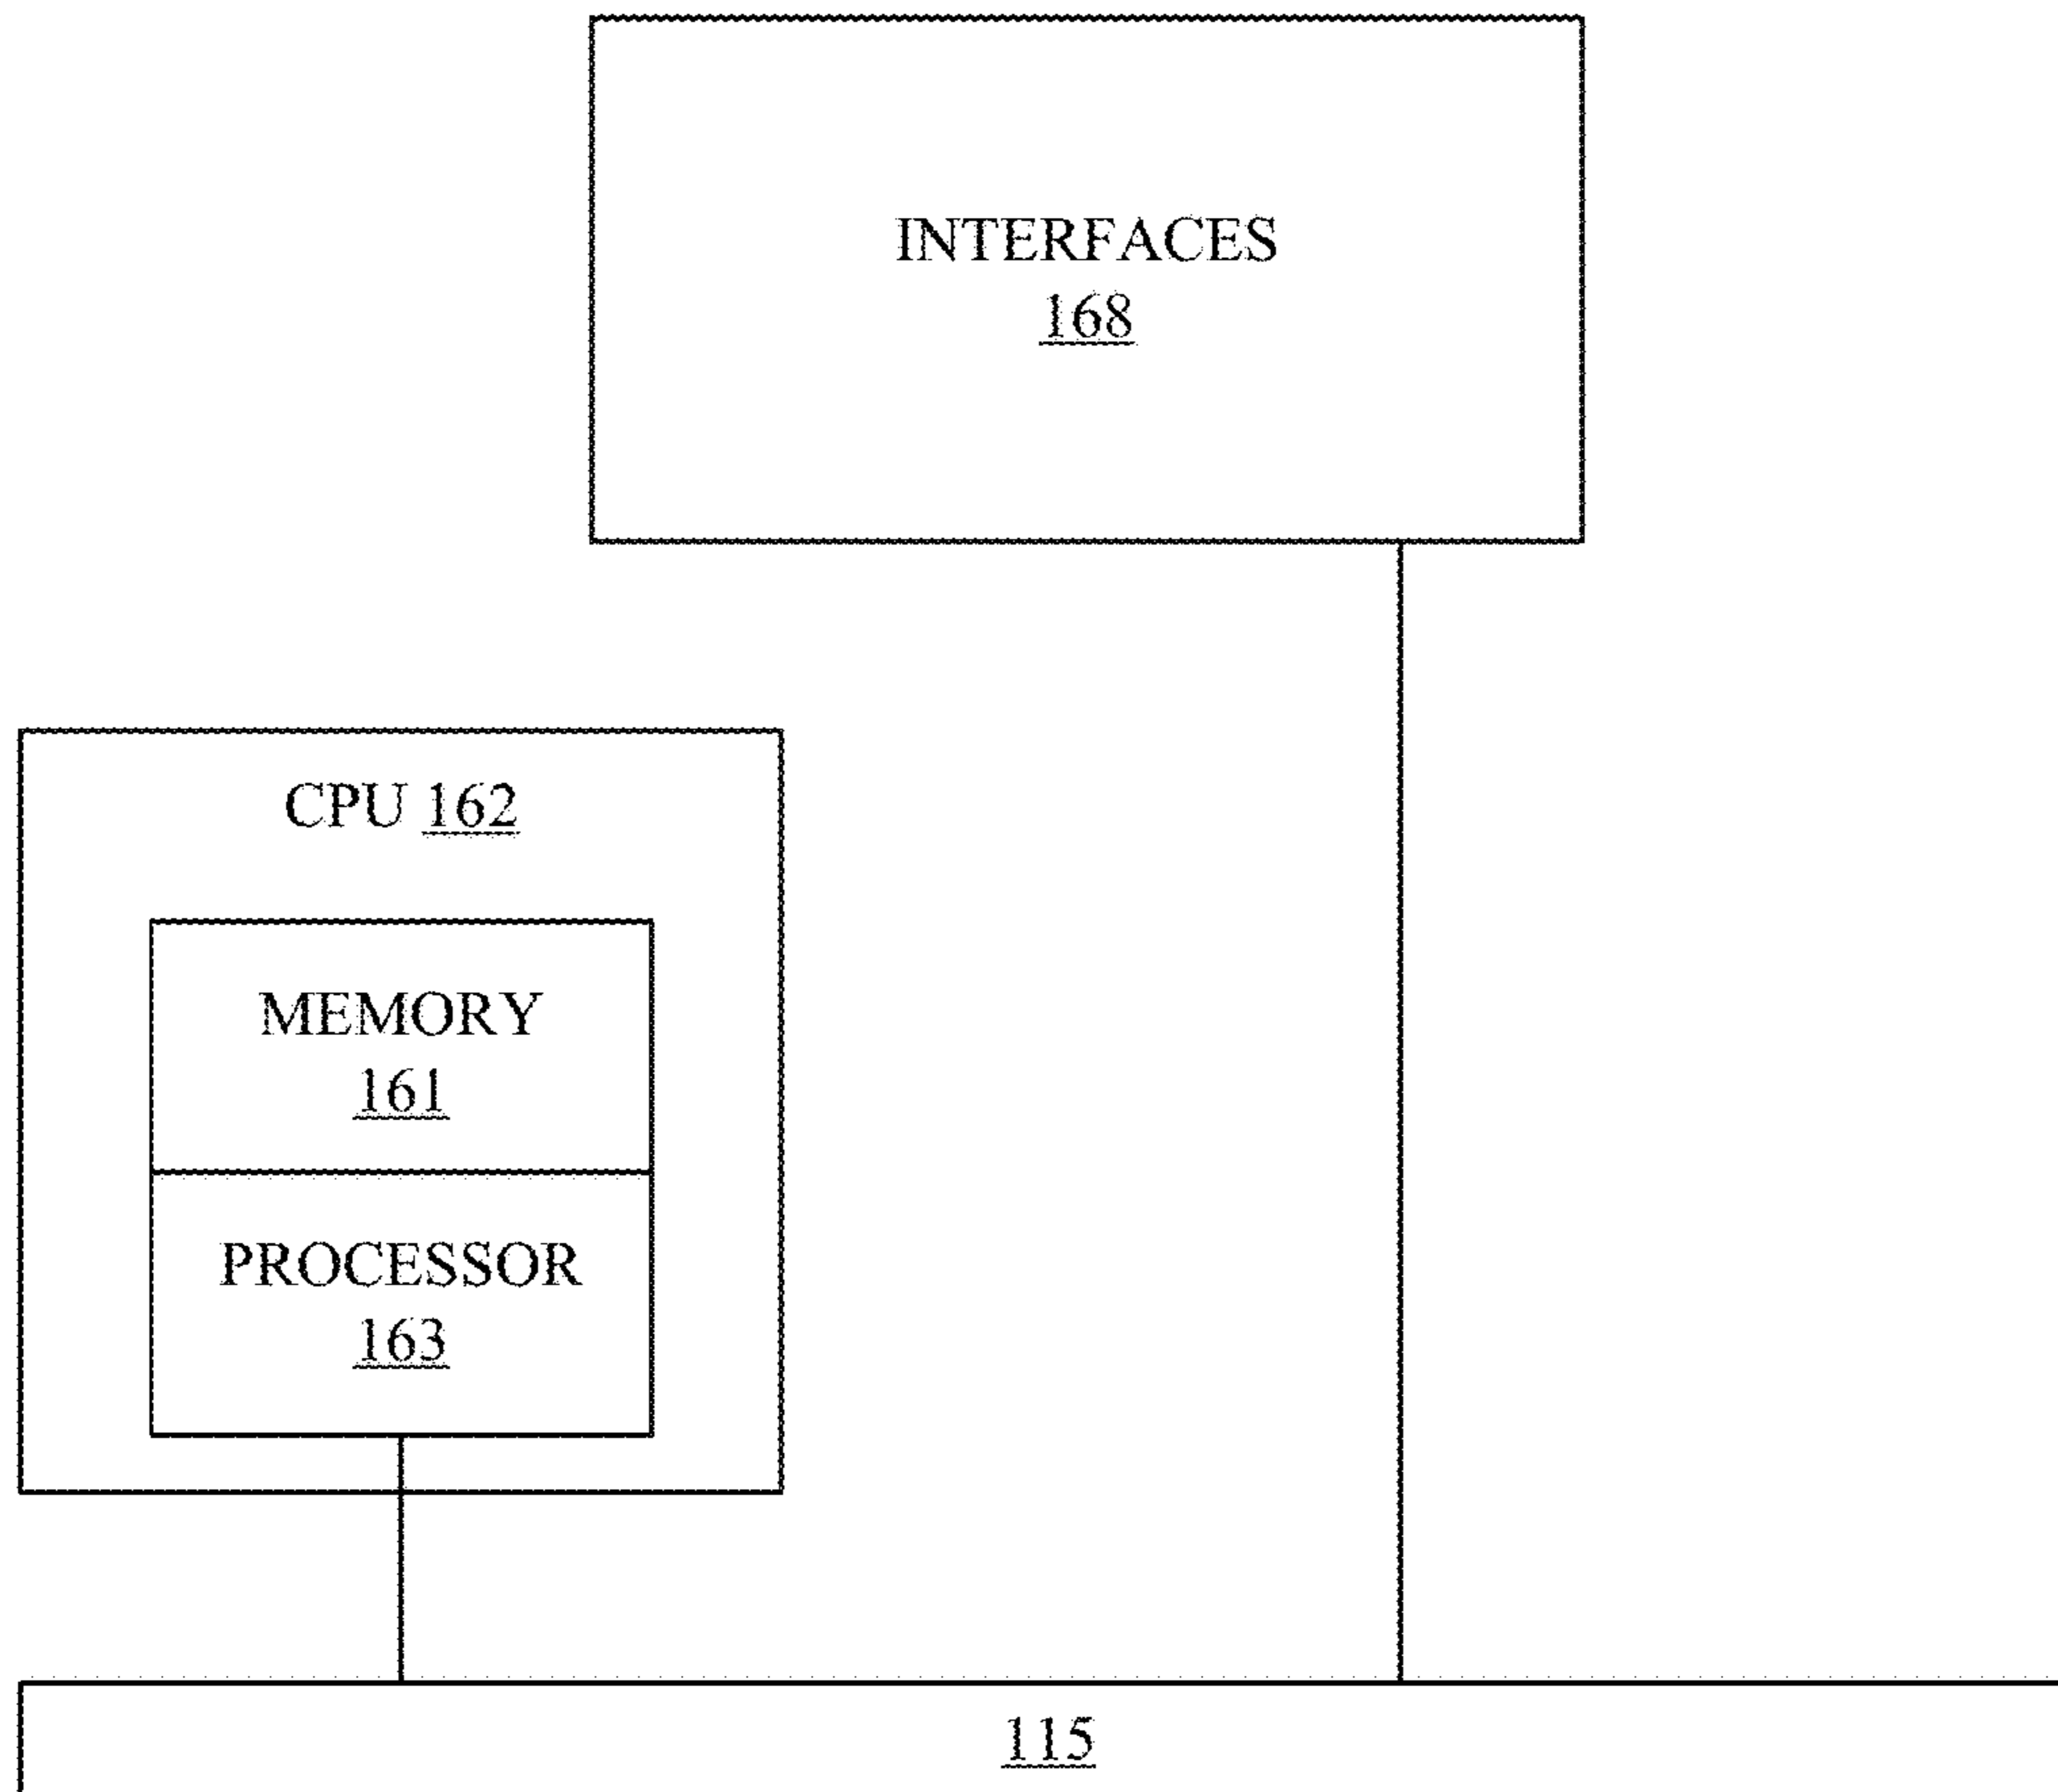 INTERFACES
168
CPU 162
MEMORY
161
PROCESSOR
163
115